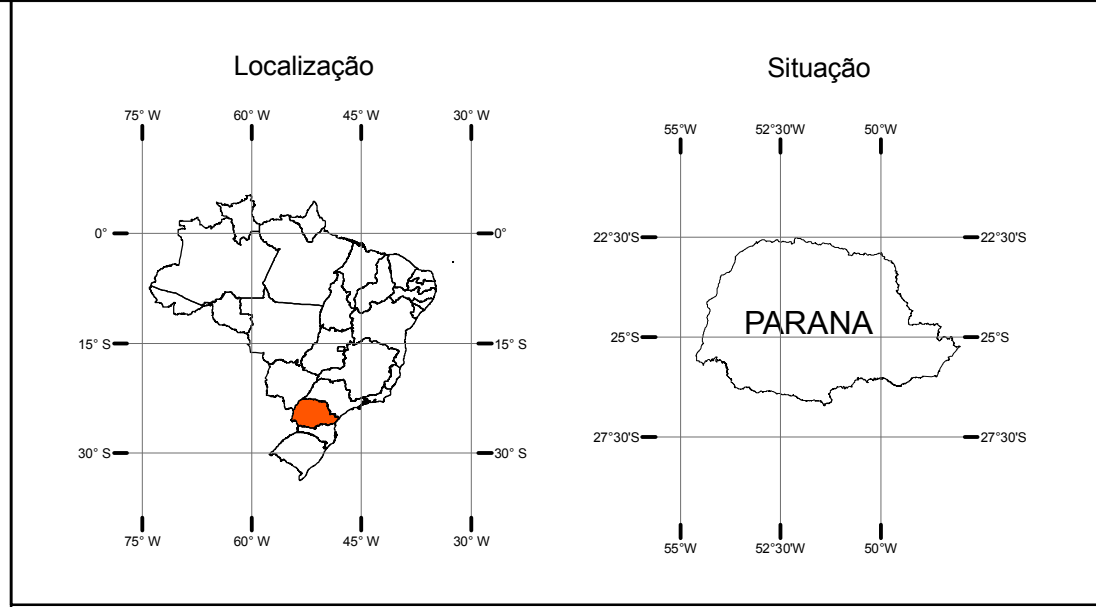 Localização
75° W 60° W 45° W 30° W
0° 0°
15° S 15° S
30° S 30° S
75° W 60° W 45° W 30° W
Situação
55°W 52°30'W 50°W
22°30'S 22°30'S
PARANA
25°S 25°S
27°30'S 27°30'S
55°W 52°30'W 50°W